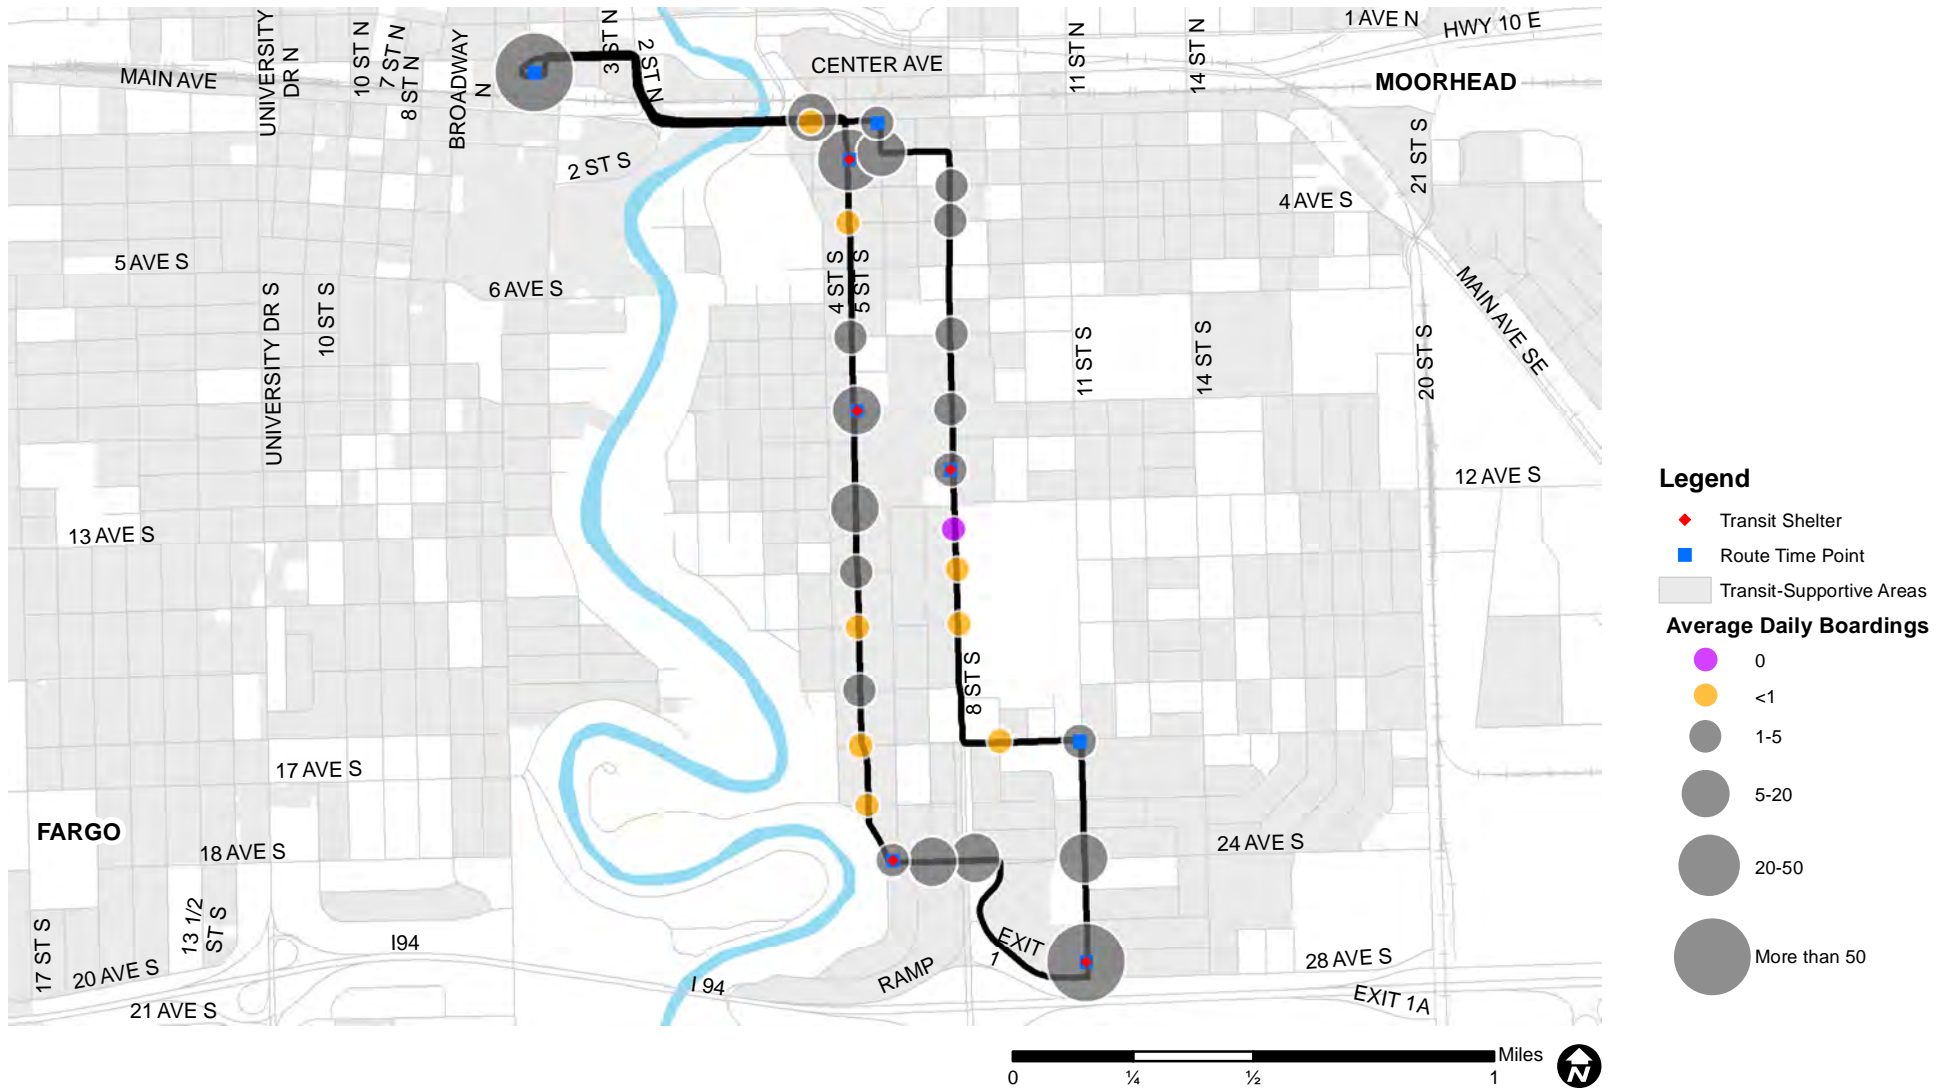 1 AVE N
HWY 10 E
UNIVERSITY
DR N
10 ST N
7 ST N
8 ST N
BROADWAY
N
3 ST N
2 ST N
11 ST N
14 ST N
MAIN AVE
CENTER AVE
MOORHEAD
2 ST S
21 ST S
4 AVE S
5 AVE S
6 AVE S
4 ST S
5 ST S
UNIVERSITY DR S
10 ST S
11 ST S
14 ST S
20 ST S
MAIN AVE SE
12 AVE S
13 AVE S
8 ST S
17 AVE S
FARGO
18 AVE S
24 AVE S
13 1/2
ST S
17 ST S
I94
20 AVE S
21 AVE S
I 94
RAMP
EXIT
1
28 AVE S
EXIT 1A
Legend
Transit Shelter
Route Time Point
Transit-Supportive Areas
Average Daily Boardings
0
<1
1-5
5-20
20-50
More than 50
Miles
0
¼
½
1
N